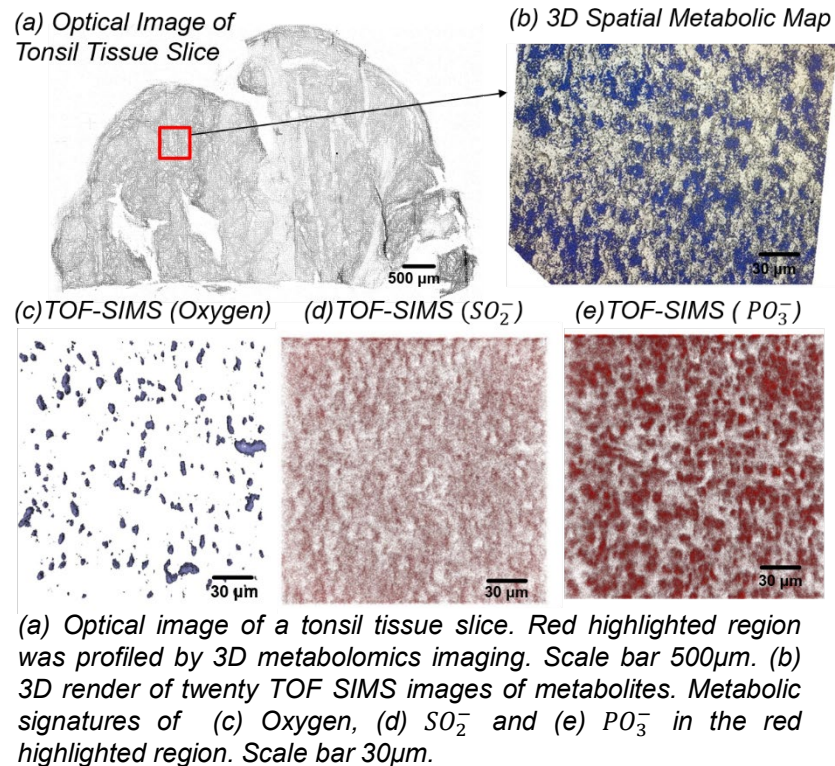 (a) Optical Image of
Tonsil Tissue Slice
(b) 3D Spatial Metabolic Map
500 µm
30 µm
(c)TOF-SIMS (Oxygen)
(d)TOF-SIMS (SO₂⁻)
(e)TOF-SIMS ( PO₃⁻)
30 µm
30 µm
30 µm
(a) Optical image of a tonsil tissue slice. Red highlighted region
was profiled by 3D metabolomics imaging. Scale bar 500µm. (b)
3D render of twenty TOF SIMS images of metabolites. Metabolic
signatures of (c) Oxygen, (d) SO₂⁻ and (e) PO₃⁻ in the red
highlighted region. Scale bar 30µm.